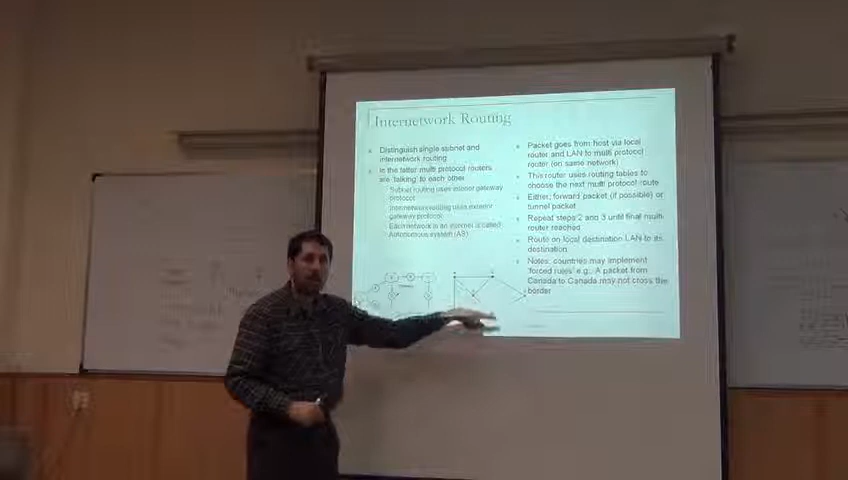 Internetwork Routing
Distinguish single subnet and
internetwork routing
In the latter multi protocol routers
are 'talking' to each other
Subnet routing uses interior gateway
protocol
Internetwork routing uses exterior
gateway protocol
Each network in an internet is called
Autonomous system (AS)
Packet goes from host via local
router and LAN to multi protocol
router (on same network)
This router uses routing tables to
choose the next multi protocol route
Either, forward packet (if possible) or
tunnel packet
Repeat steps 2 and 3 until final multi-
router reached
Route on local destination LAN to its
destination
Notes: countries may implement
'forced rules' e.g., A packet from
Canada to Canada may not cross the
border